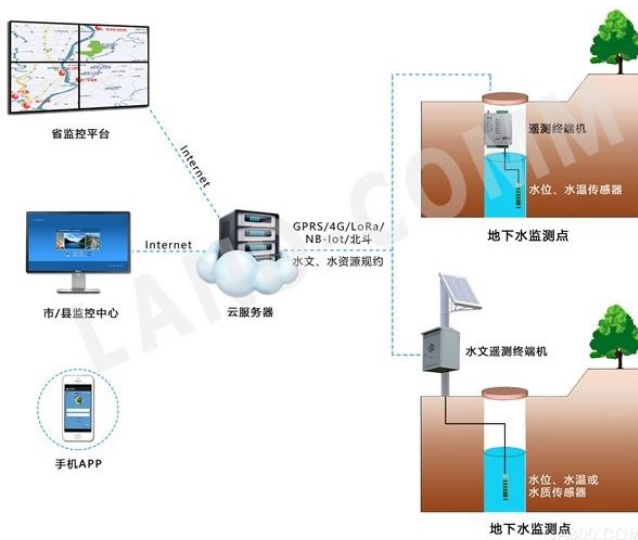 省监控平台
Internet
遥测终端机
水位、水温传感器
地下水监测点
Internet
GPRS/4G/LoRa/
NB-Iot/北斗
水文、水资源规约
云服务器
市/县监控中心
水文遥测终端机
手机APP
水位、水温或
水质传感器
地下水监测点
LAND COMM